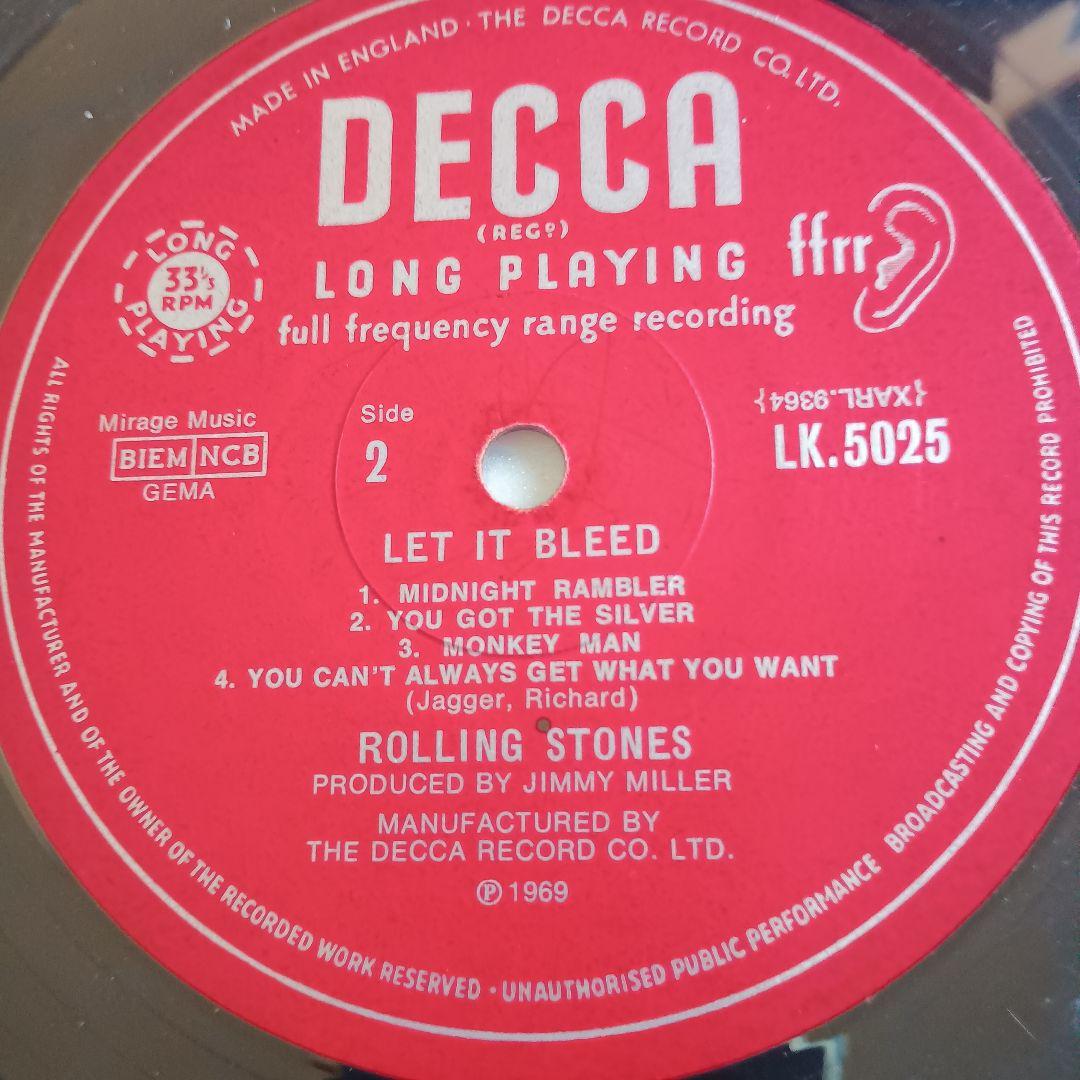 MADE IN ENGLAND · THE DECCA RECORD CO. LTD.
DECCA
(REGD)
LONG PLAYING
ffrr
full frequency range recording
LONG
33⅓
RPM
PLAYING
Mirage Music
BIEM NCB
GEMA
Side
2
{XARL.9364}
LK.5025
LET IT BLEED
1. MIDNIGHT RAMBLER
2. YOU GOT THE SILVER
3. MONKEY MAN
4. YOU CAN'T ALWAYS GET WHAT YOU WANT
(Jagger, Richard)
ROLLING STONES
PRODUCED BY JIMMY MILLER
MANUFACTURED BY
THE DECCA RECORD CO. LTD.
℗ 1969
ALL RIGHTS OF THE MANUFACTURER AND OF THE OWNER OF THE RECORDED WORK RESERVED · UNAUTHORISED PUBLIC PERFORMANCE BROADCASTING AND COPYING OF THIS RECORD PROHIBITED